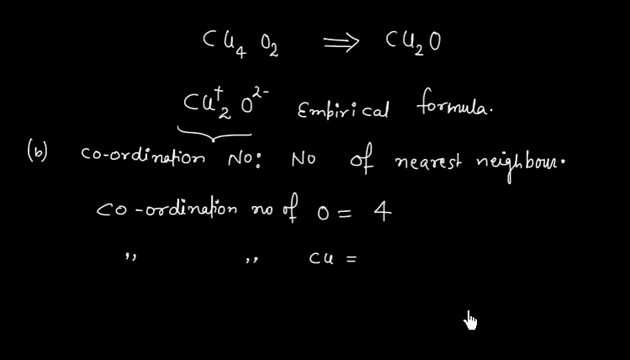 Cu₄ O₂ ⟹ Cu₂O
Cu⁺₂ O²⁻ Empirical formula.
(b) Co-ordination No: No of nearest neighbour.
Co-ordination no of O = 4
,, ,, Cu =